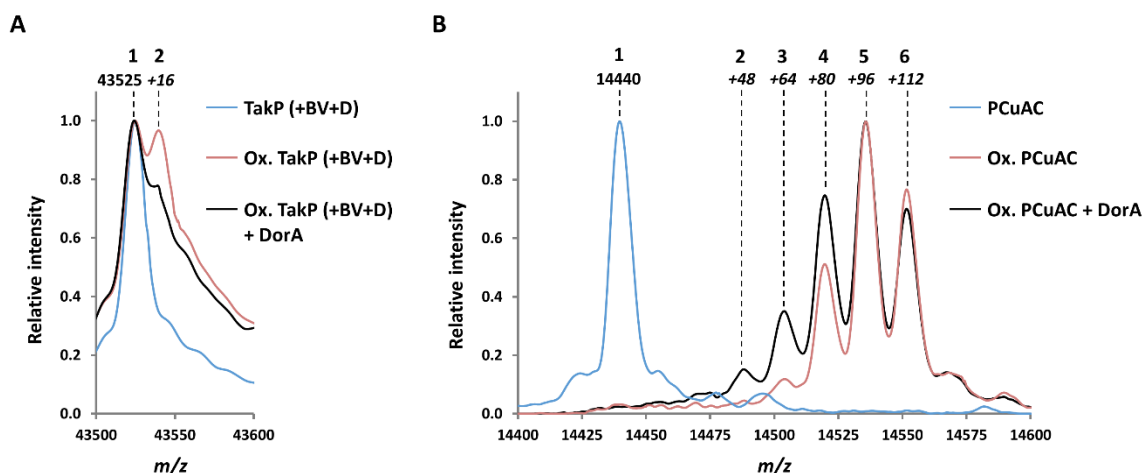 A
1 2
43525 +16
TakP (+BV+D)
Ox. TakP (+BV+D)
Ox. TakP (+BV+D)
+ DorA
Relative intensity
1.0
0.8
0.6
0.4
0.2
0.0
43500 43550 43600
m/z
B
1 2 3 4 5 6
14440 +48 +64 +80 +96 +112
PCuAC
Ox. PCuAC
Ox. PCuAC + DorA
Relative intensity
1.0
0.8
0.6
0.4
0.2
0.0
14400 14425 14450 14475 14500 14525 14550 14575 14600
m/z